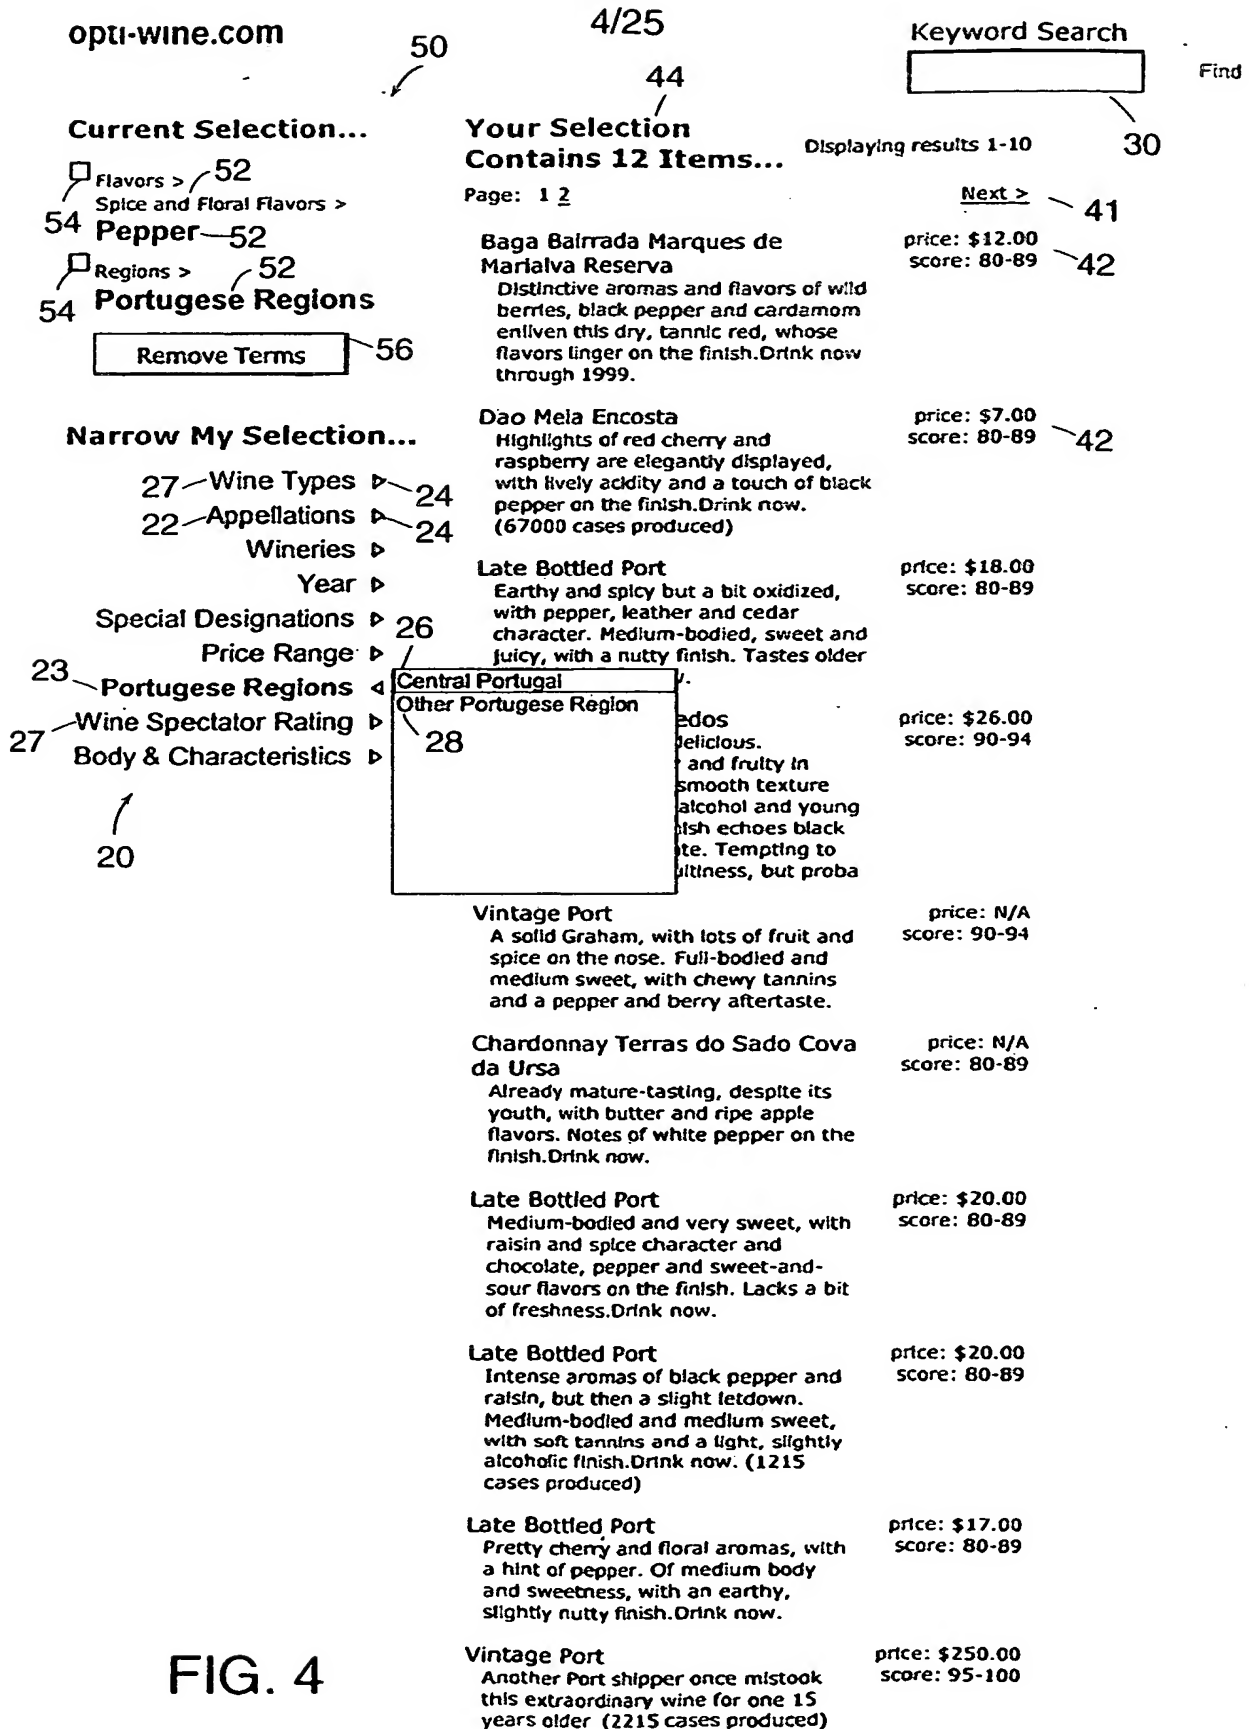 opti-wine.com
4/25
Keyword Search
Find
50
44
30
Current Selection...
Flavors >
52
Spice and Floral Flavors >
54
Pepper
52
Regions >
52
54
Portugese Regions
Remove Terms
56
Narrow My Selection...
27
Wine Types
24
22
Appellations
24
Wineries
Year
Special Designations
26
Price Range
23
Portugese Regions
Central Portugal
Other Portugese Region
28
27
Wine Spectator Rating
Body & Characteristics
20
Your Selection
Contains 12 Items...
Displaying results 1-10
Page: 1 2
Next >
41
Baga Bairrada Marques de
Marialva Reserva
price: $12.00
score: 80-89
42
Distinctive aromas and flavors of wild
berries, black pepper and cardamom
enliven this dry, tannic red, whose
flavors linger on the finish.Drink now
through 1999.
Dao Meia Encosta
price: $7.00
score: 80-89
42
Highlights of red cherry and
raspberry are elegantly displayed,
with lively acidity and a touch of black
pepper on the finish.Drink now.
(67000 cases produced)
Late Bottled Port
price: $18.00
score: 80-89
Earthy and spicy but a bit oxidized,
with pepper, leather and cedar
character. Medium-bodied, sweet and
juicy, with a nutty finish. Tastes older
edos
price: $26.00
score: 90-94
elicious.
and fruity in
smooth texture
alcohol and young
ish echoes black
te. Tempting to
ultiness, but proba
Vintage Port
price: N/A
score: 90-94
A solid Graham, with lots of fruit and
spice on the nose. Full-bodied and
medium sweet, with chewy tannins
and a pepper and berry aftertaste.
Chardonnay Terras do Sado Cova
da Ursa
price: N/A
score: 80-89
Already mature-tasting, despite its
youth, with butter and ripe apple
flavors. Notes of white pepper on the
finish.Drink now.
Late Bottled Port
price: $20.00
score: 80-89
Medium-bodied and very sweet, with
raisin and spice character and
chocolate, pepper and sweet-and-
sour flavors on the finish. Lacks a bit
of freshness.Drink now.
Late Bottled Port
price: $20.00
score: 80-89
Intense aromas of black pepper and
raisin, but then a slight letdown.
Medium-bodied and medium sweet,
with soft tannins and a light, slightly
alcoholic finish.Drink now. (1215
cases produced)
Late Bottled Port
price: $17.00
score: 80-89
Pretty cherry and floral aromas, with
a hint of pepper. Of medium body
and sweetness, with an earthy,
slightly nutty finish.Drink now.
Vintage Port
price: $250.00
score: 95-100
Another Port shipper once mistook
this extraordinary wine for one 15
years older (2215 cases produced)
FIG. 4